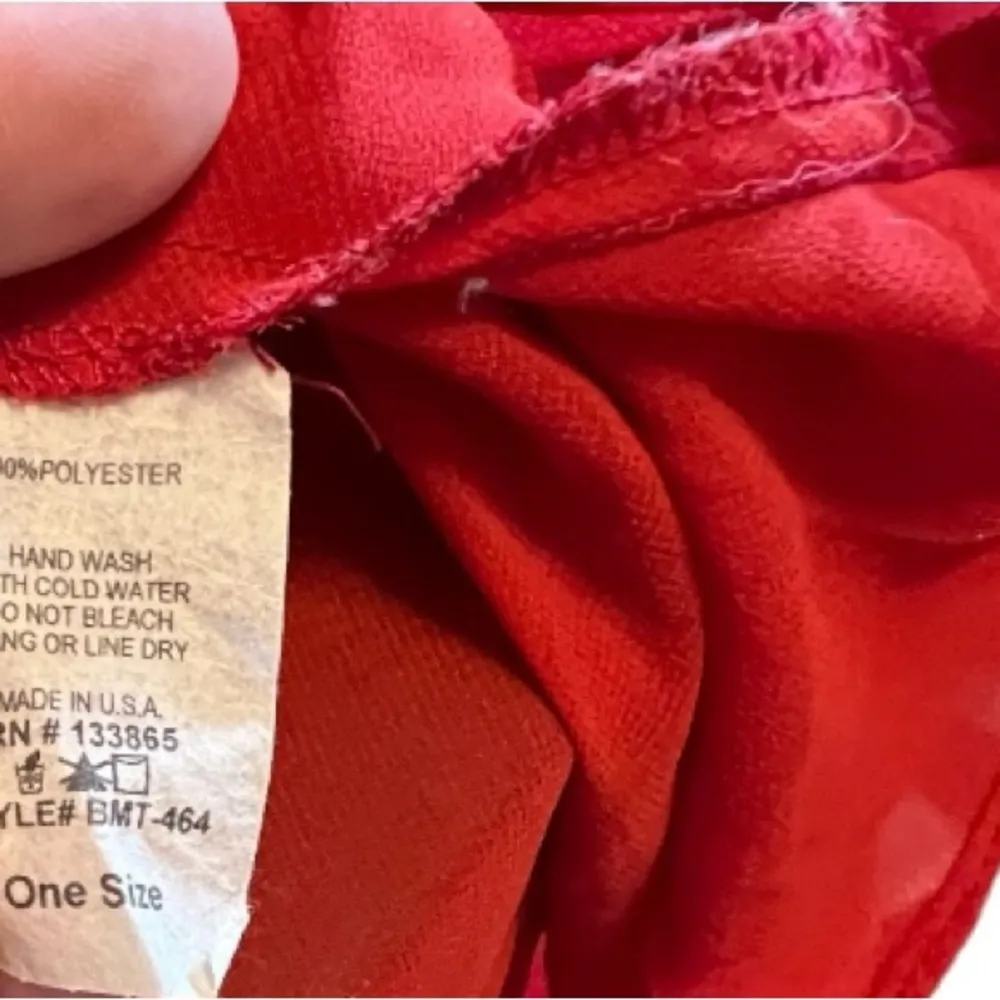 00%POLYESTER
HAND WASH
TH COLD WATER
O NOT BLEACH
NG OR LINE DRY
MADE IN U.S.A.
RN # 133865
YLE# BMT-464
One Size